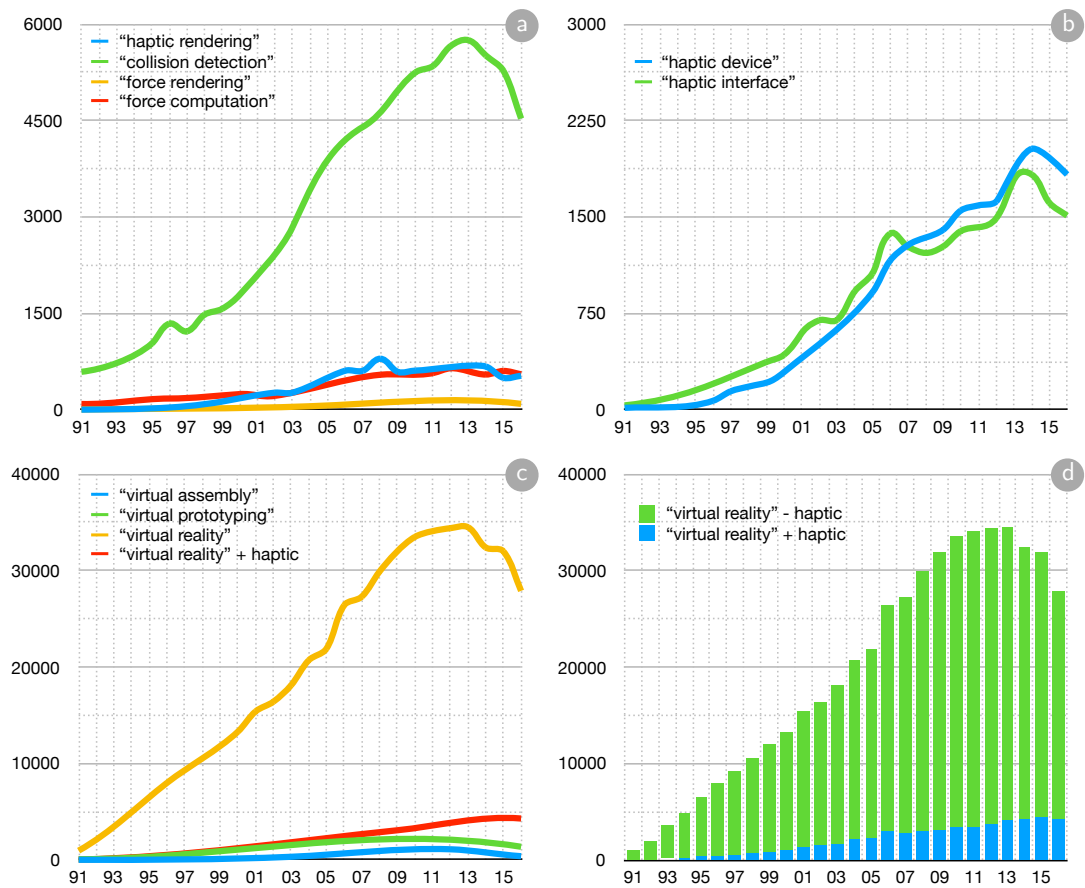 a
6000
4500
3000
1500
0
“haptic rendering”
“collision detection”
“force rendering”
“force computation”
91 93 95 97 99 01 03 05 07 09 11 13 15
b
3000
2250
1500
750
0
“haptic device”
“haptic interface”
91 93 95 97 99 01 03 05 07 09 11 13 15
c
40000
30000
20000
10000
0
“virtual assembly”
“virtual prototyping”
“virtual reality”
“virtual reality” + haptic
91 93 95 97 99 01 03 05 07 09 11 13 15
d
40000
30000
20000
10000
0
“virtual reality” - haptic
“virtual reality” + haptic
91 93 95 97 99 01 03 05 07 09 11 13 15